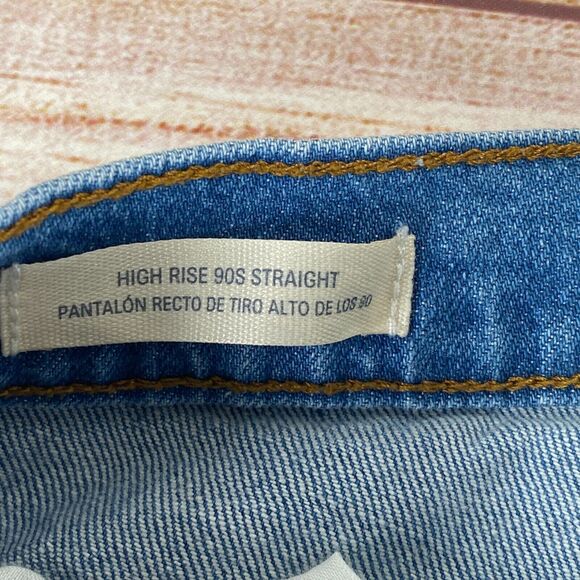 HIGH RISE 90S STRAIGHT
PANTALÓN RECTO DE TIRO ALTO DE LOS 90